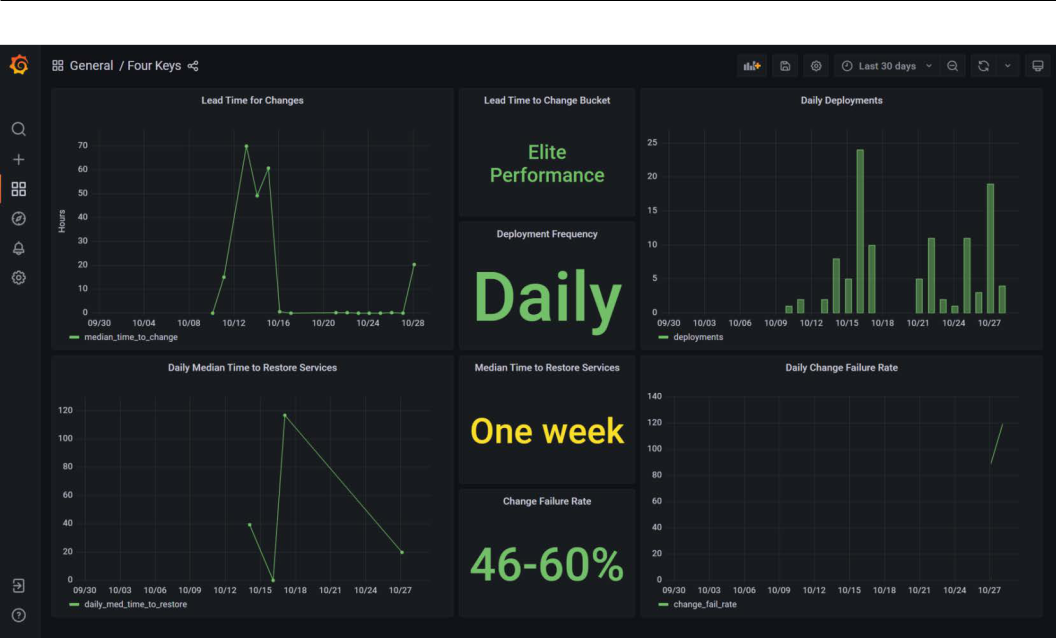 General / Four Keys
Last 30 days
Lead Time for Changes
Hours
70
60
50
40
30
20
10
0
09/30 10/04 10/08 10/12 10/16 10/20 10/24 10/28
median_time_to_change
Lead Time to Change Bucket
Elite
Performance
Deployment Frequency
Daily
Daily Deployments
25
20
15
10
5
0
09/30 10/03 10/06 10/09 10/12 10/15 10/18 10/21 10/24 10/27
deployments
Daily Median Time to Restore Services
120
100
80
60
40
20
0
09/30 10/03 10/06 10/09 10/12 10/15 10/18 10/21 10/24 10/27
daily_med_time_to_restore
Median Time to Restore Services
One week
Change Failure Rate
46-60%
Daily Change Failure Rate
140
120
100
80
60
40
20
0
09/30 10/03 10/06 10/09 10/12 10/15 10/18 10/21 10/24 10/27
change_fail_rate